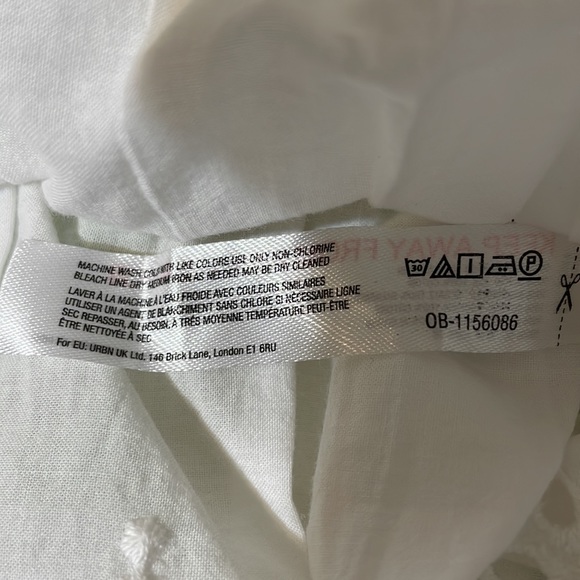 MACHINE WASH COLD WITH LIKE COLORS USE ONLY NON-CHLORINE
BLEACH LINE DRY MEDIUM IRON AS NEEDED MAY BE DRY CLEANED
LAVER À LA MACHINE À L'EAU FROIDE AVEC COULEURS SIMILAIRES
UTILISER UN AGENT DE BLANCHIMENT SANS CHLORE SI NÉCESSAIRE LIGNE
SEC REPASSER, AU BESOIN, À TRÈS MOYENNE TEMPÉRATURE PEUT-ÊTRE
ÊTRE NETTOYÉE À SEC
For EU: URBN UK Ltd. 146 Brick Lane, London E1 6RU
30
P
OB-1156086
KEEP AWAY FRO